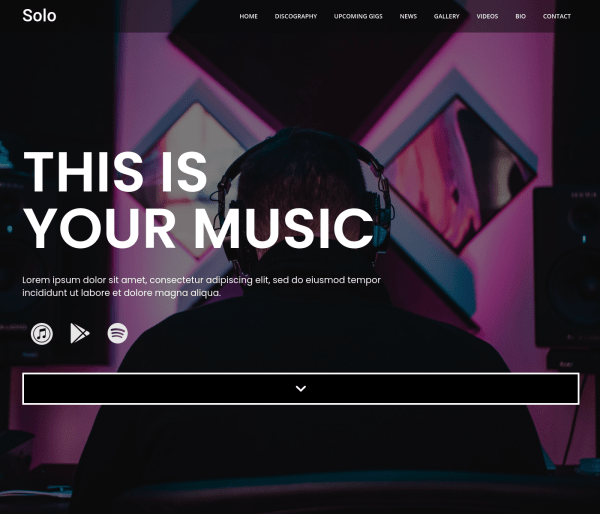 Solo
HOME DISCOGRAPHY UPCOMING GIGS NEWS GALLERY VIDEOS BIO CONTACT
THIS IS
YOUR MUSIC
Lorem ipsum dolor sit amet, consectetur adipiscing elit, sed do eiusmod tempor
incididunt ut labore et dolore magna aliqua.